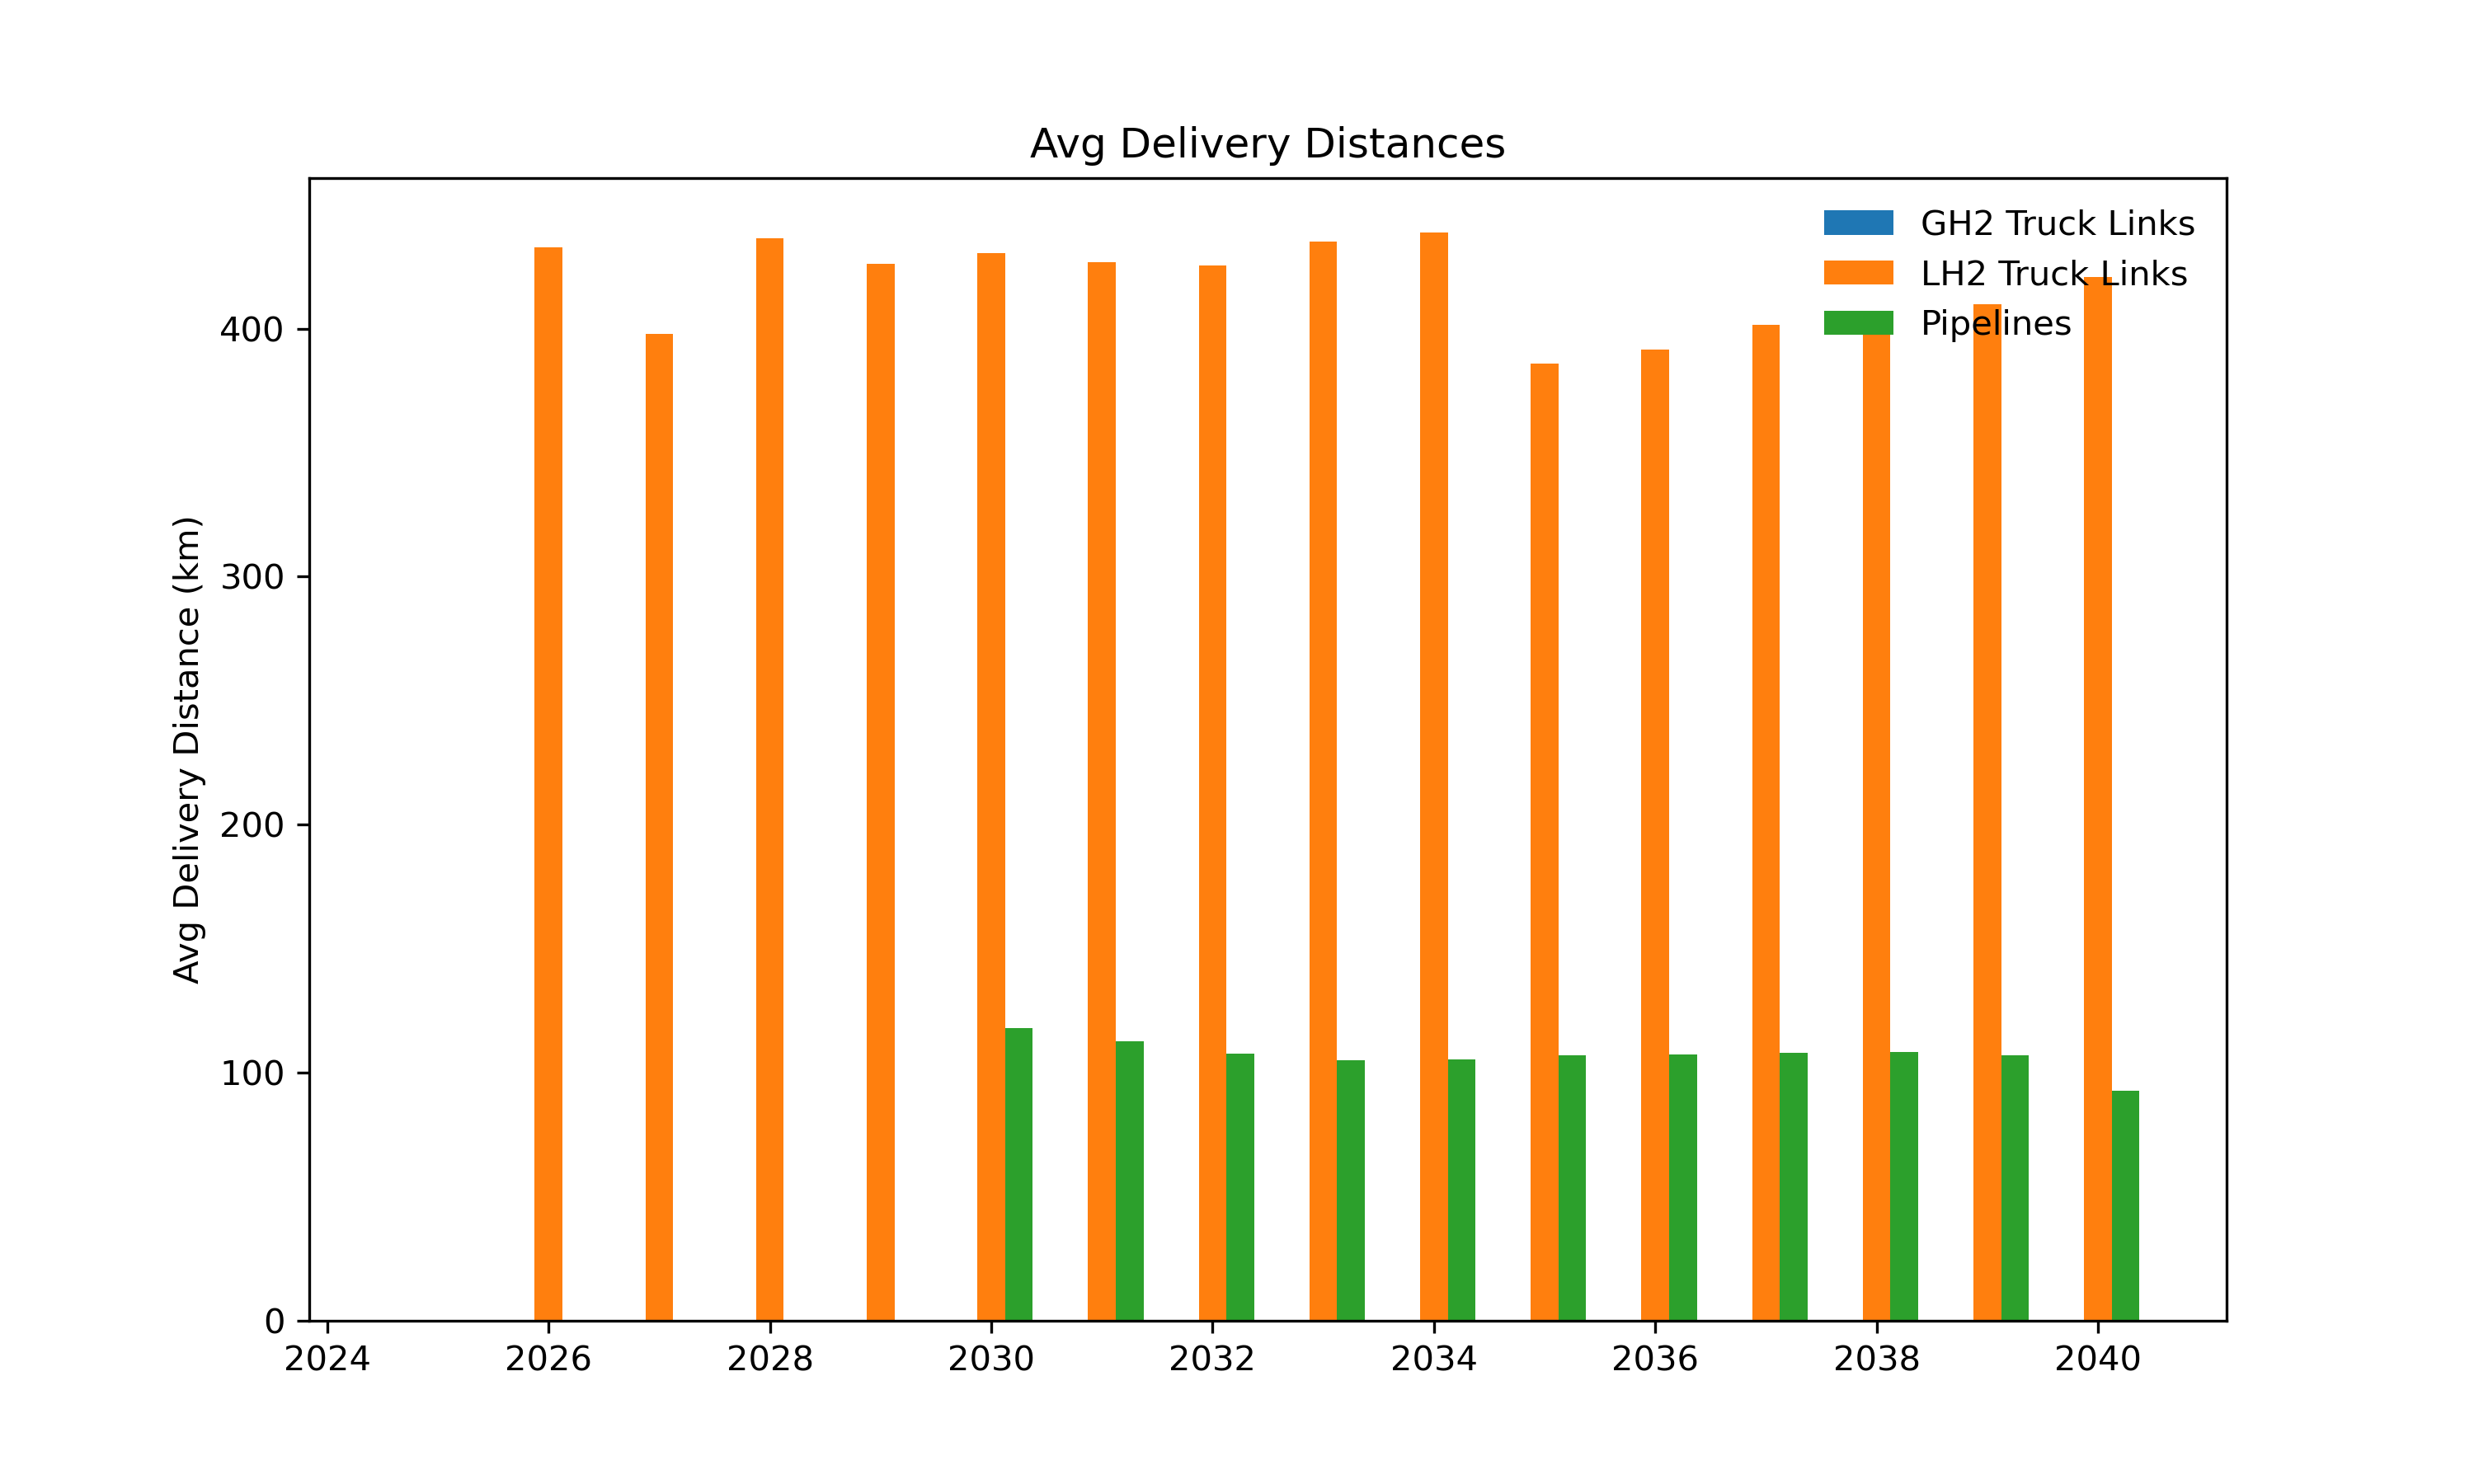 Avg Delivery Distances
GH2 Truck Links
LH2 Truck Links
Pipelines
Avg Delivery Distance (km)
400
300
200
100
0
2024 2026 2028 2030 2032 2034 2036 2038 2040